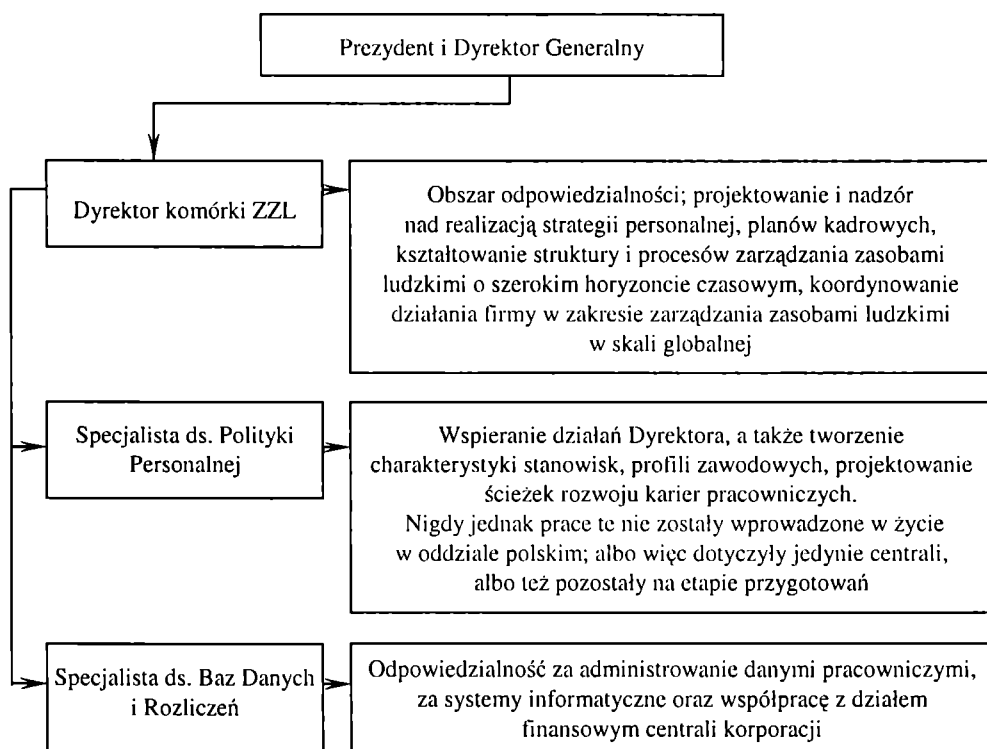 Prezydent i Dyrektor Generalny
Dyrektor komórki ZZL
Obszar odpowiedzialności; projektowanie i nadzór
nad realizacją strategii personalnej, planów kadrowych,
kształtowanie struktury i procesów zarządzania zasobami
ludzkimi o szerokim horyzoncie czasowym, koordynowanie
działania firmy w zakresie zarządzania zasobami ludzkimi
w skali globalnej
Specjalista ds. Polityki
Personalnej
Wspieranie działań Dyrektora, a także tworzenie
charakterystyki stanowisk, profili zawodowych, projektowanie
ścieżek rozwoju karier pracowniczych.
Nigdy jednak prace te nie zostały wprowadzone w życie
w oddziale polskim; albo więc dotyczyły jedynie centrali,
albo też pozostały na etapie przygotowań
Specjalista ds. Baz Danych
i Rozliczeń
Odpowiedzialność za administrowanie danymi pracowniczymi,
za systemy informatyczne oraz współpracę z działem
finansowym centrali korporacji